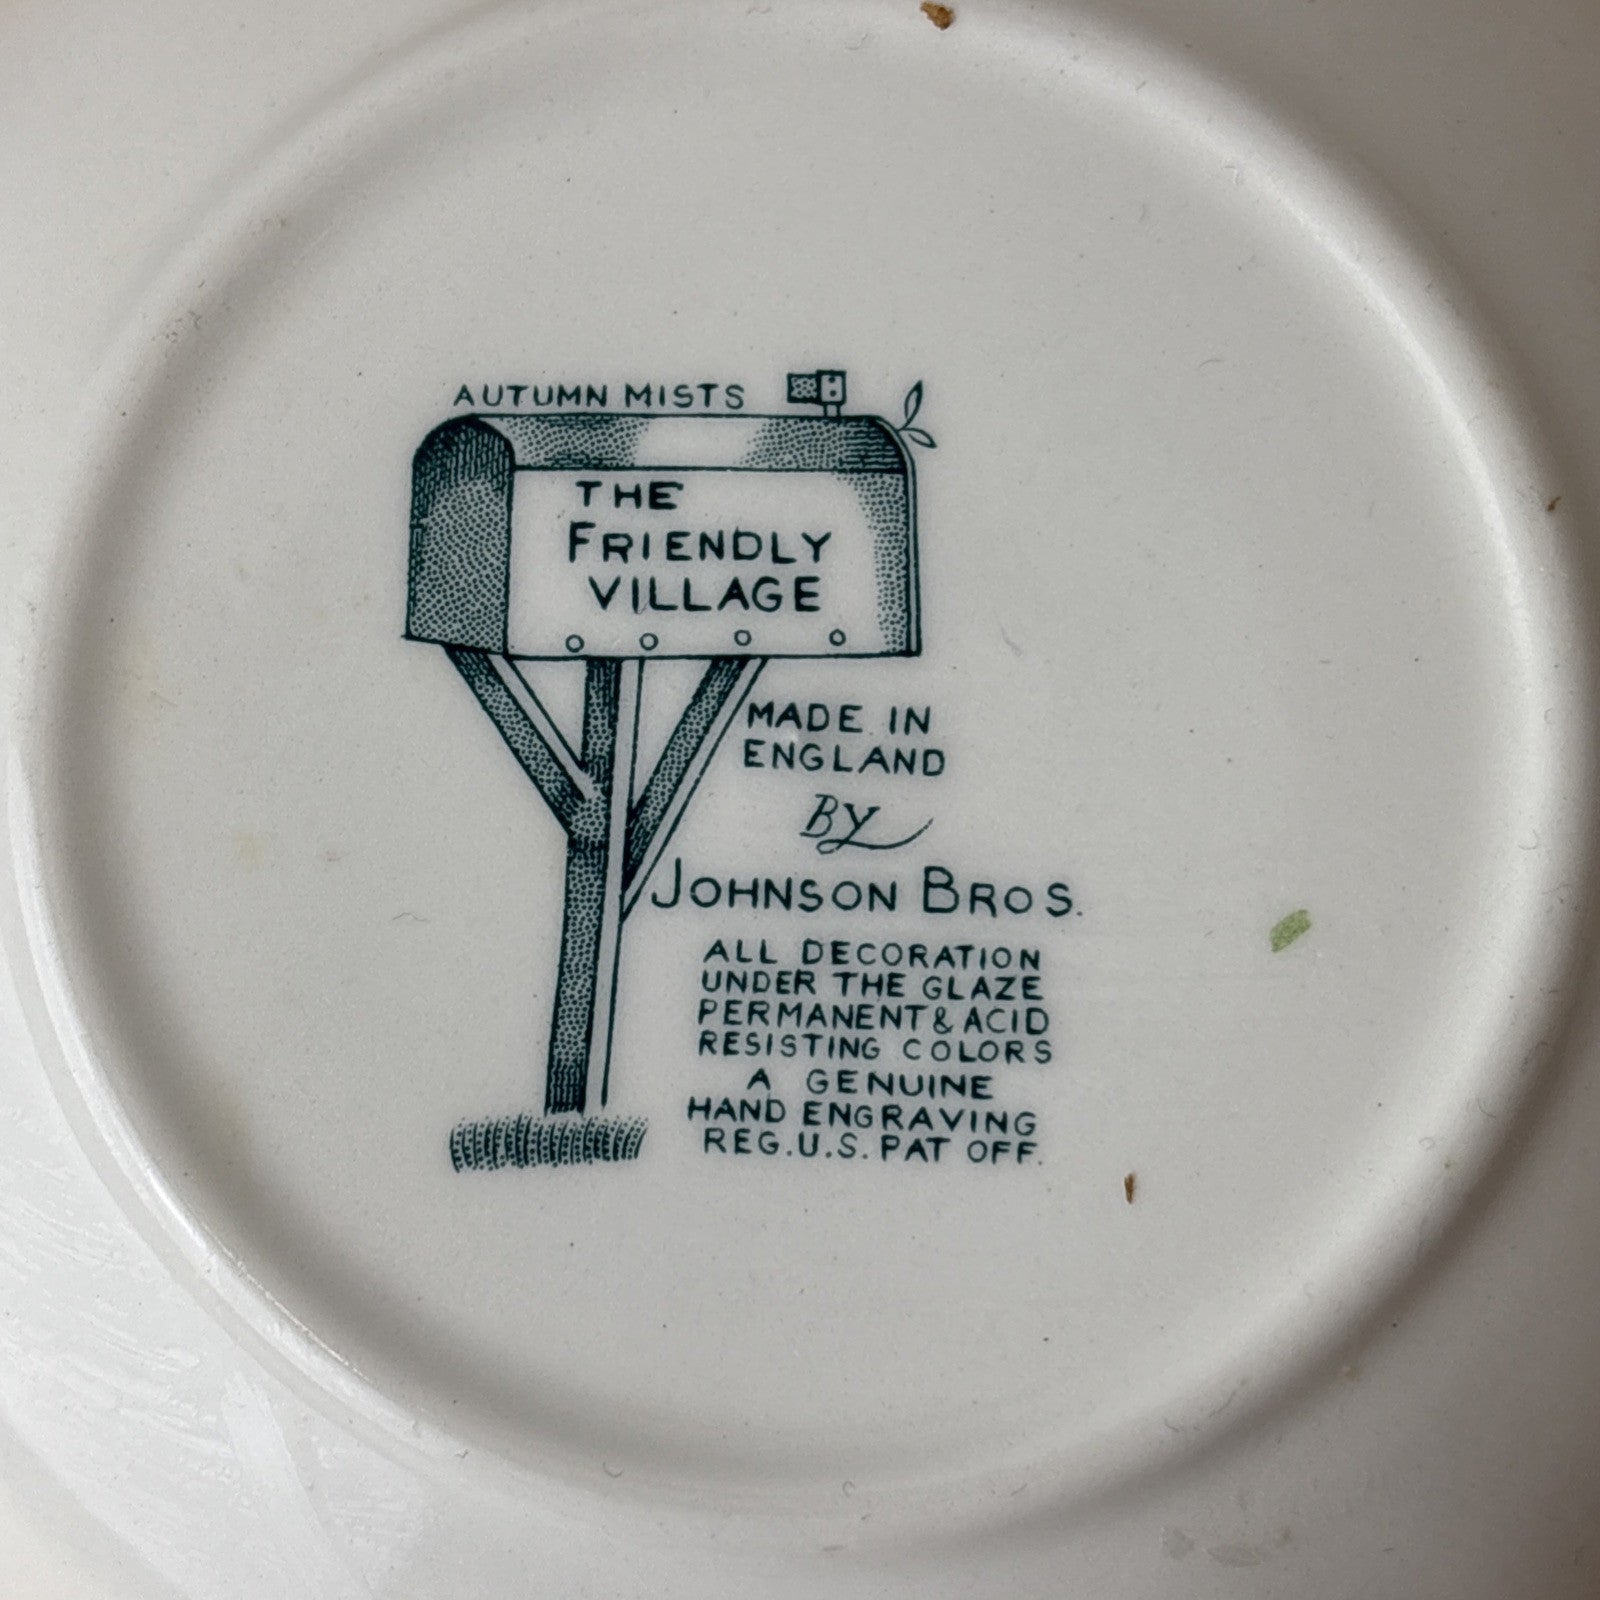 AUTUMN MISTS
THE
FRIENDLY
VILLAGE
MADE IN
ENGLAND
BY
JOHNSON BROS.
ALL DECORATION
UNDER THE GLAZE
PERMANENT & ACID
RESISTING COLORS
A GENUINE
HAND ENGRAVING
REG. U.S. PAT OFF.